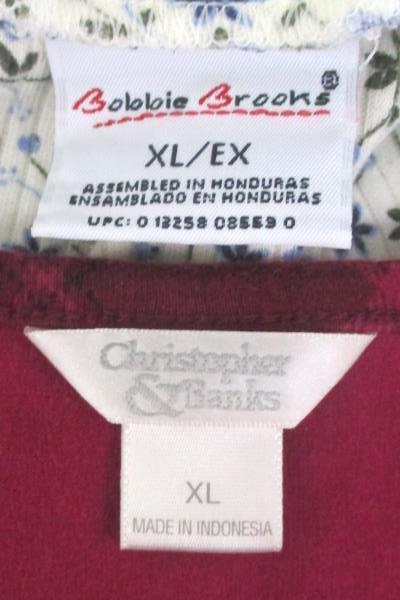 Bobbie Brooks®
XL/EX
ASSEMBLED IN HONDURAS
ENSAMBLADO EN HONDURAS
UPC: 0 13258 08559 0
Christopher
& Banks
XL
MADE IN INDONESIA